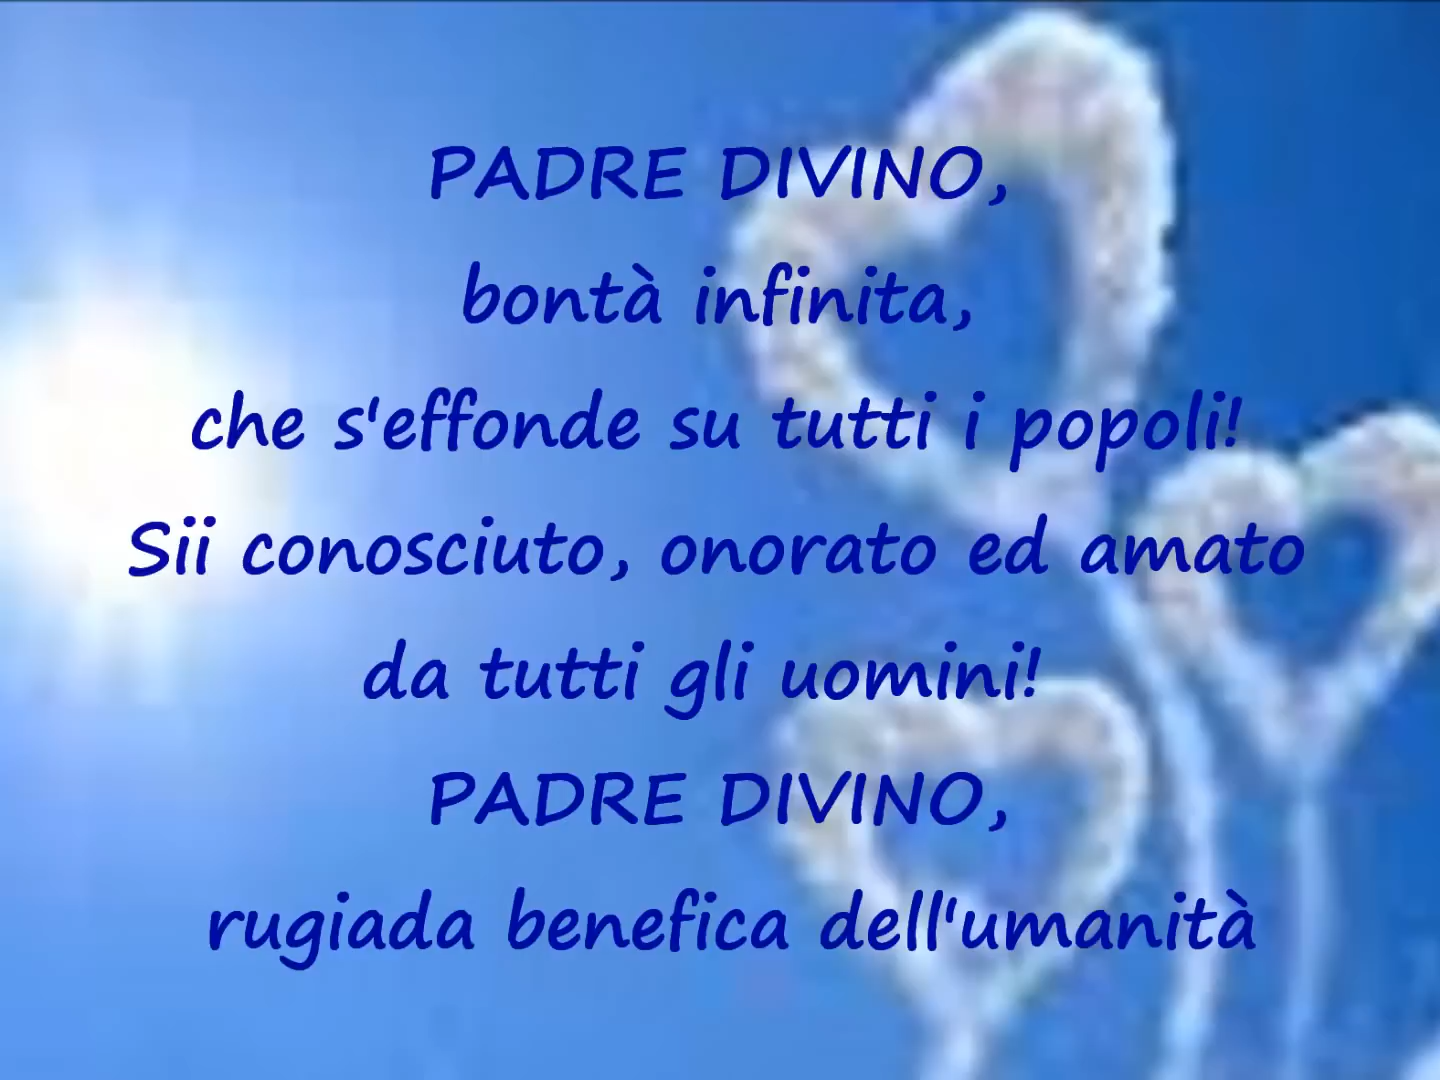 PADRE DIVINO,
bontà infinita,
che s'effonde su tutti i popoli!
Sii conosciuto, onorato ed amato
da tutti gli uomini!
PADRE DIVINO,
rugiada benefica dell'umanità